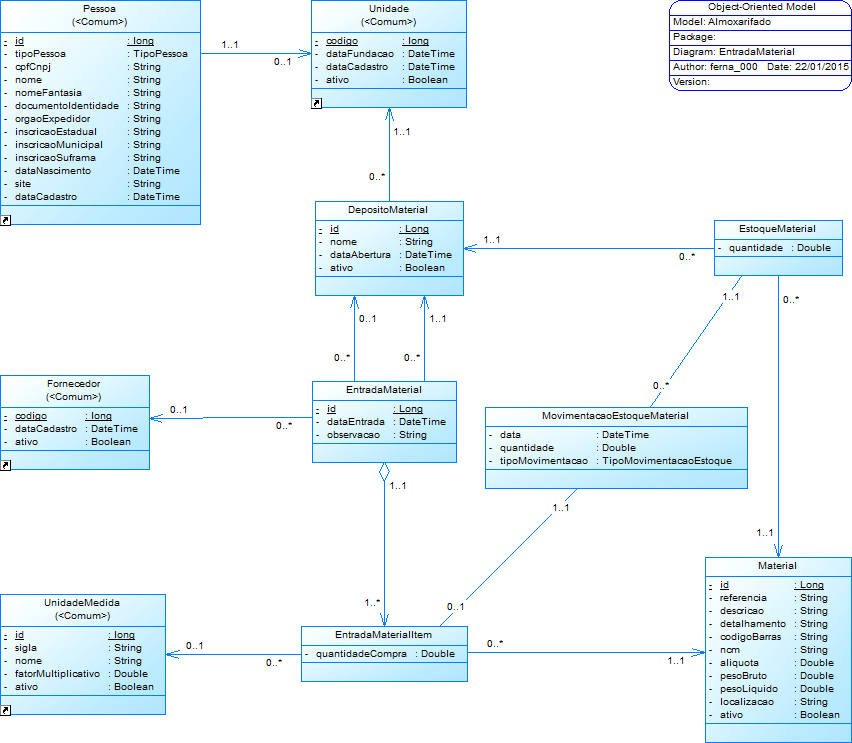 Pessoa
(<Comum>)
- id : long
- tipoPessoa : TipoPessoa
- cpfCnpj : String
- nome : String
- nomeFantasia : String
- documentoIdentidade : String
- orgaoExpedidor : String
- inscricaoEstadual : String
- inscricaoMunicipal : String
- inscricaoSuframa : String
- dataNascimento : DateTime
- site : String
- dataCadastro : DateTime
1..1
0..1
Unidade
(<Comum>)
- codigo : long
- dataFundacao : DateTime
- dataCadastro : DateTime
- ativo : Boolean
Object-Oriented Model
Model: Almoxarifado
Package:
Diagram: EntradaMaterial
Author: ferna_000 Date: 22/01/2015
Version:
1..1
0..*
DepositoMaterial
- id : Long
- nome : String
- dataAbertura : DateTime
- ativo : Boolean
1..1
0..*
EstoqueMaterial
- quantidade : Double
1..1
0..*
0..1
1..1
0..*
0..*
0..*
Fornecedor
(<Comum>)
- codigo : long
- dataCadastro : DateTime
- ativo : Boolean
0..1
0..*
EntradaMaterial
- id : Long
- dataEntrada : DateTime
- observacao : String
MovimentacaoEstoqueMaterial
- data : DateTime
- quantidade : Double
- tipoMovimentacao : TipoMovimentacaoEstoque
1..1
1..1
1..1
1..*
0..1
UnidadeMedida
(<Comum>)
- id : long
- sigla : String
- nome : String
- fatorMultiplicativo : Double
- ativo : Boolean
0..1
0..*
EntradaMaterialItem
- quantidadeCompra : Double
0..*
1..1
Material
- id : Long
- referencia : String
- descricao : String
- detalhamento : String
- codigoBarras : String
- ncm : String
- aliquota : Double
- pesoBruto : Double
- pesoLiquido : Double
- localizacao : String
- ativo : Boolean